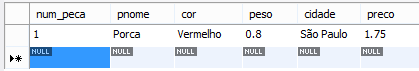 num_peca pnome cor peso cidade preco
1 Porca Vermelho 0.8 São Paulo 1.75
NULL NULL NULL NULL NULL NULL